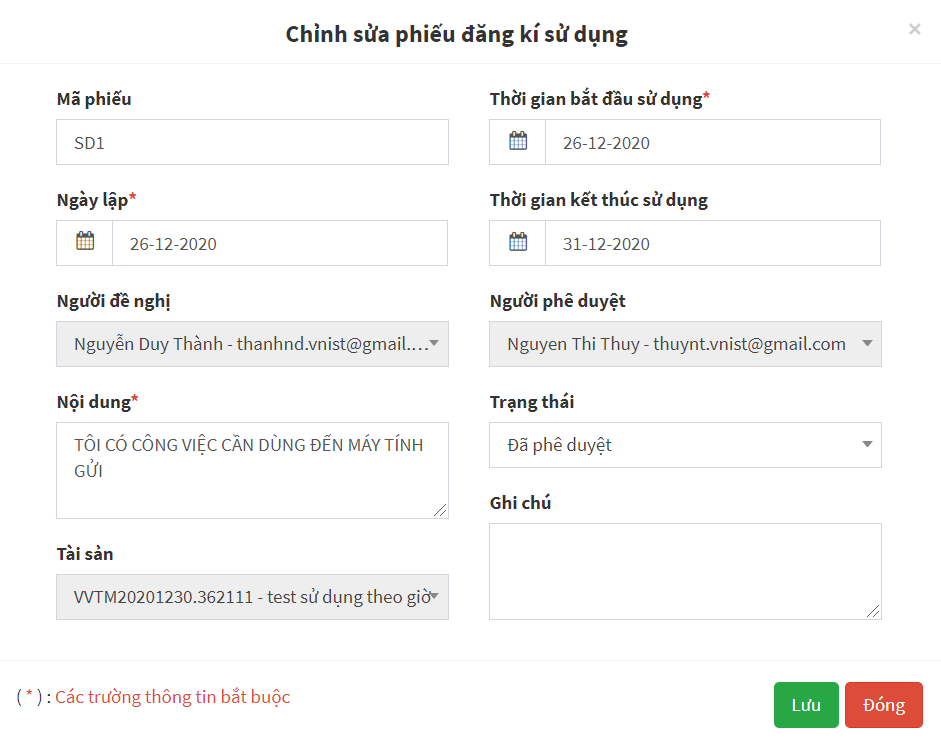 Chỉnh sửa phiếu đăng kí sử dụng
×
Mã phiếu
SD1
Ngày lập*
26-12-2020
Người đề nghị
Nguyễn Duy Thành - thanhnd.vnist@gmail....
Nội dung*
TÔI CÓ CÔNG VIỆC CẦN DÙNG ĐẾN MÁY TÍNH
GỬI
Tài sản
VVTM20201230.362111 - test sử dụng theo giờ
Thời gian bắt đầu sử dụng*
26-12-2020
Thời gian kết thúc sử dụng
31-12-2020
Người phê duyệt
Nguyen Thi Thuy - thuynt.vnist@gmail.com
Trạng thái
Đã phê duyệt
Ghi chú
( * ) : Các trường thông tin bắt buộc
Lưu
Đóng